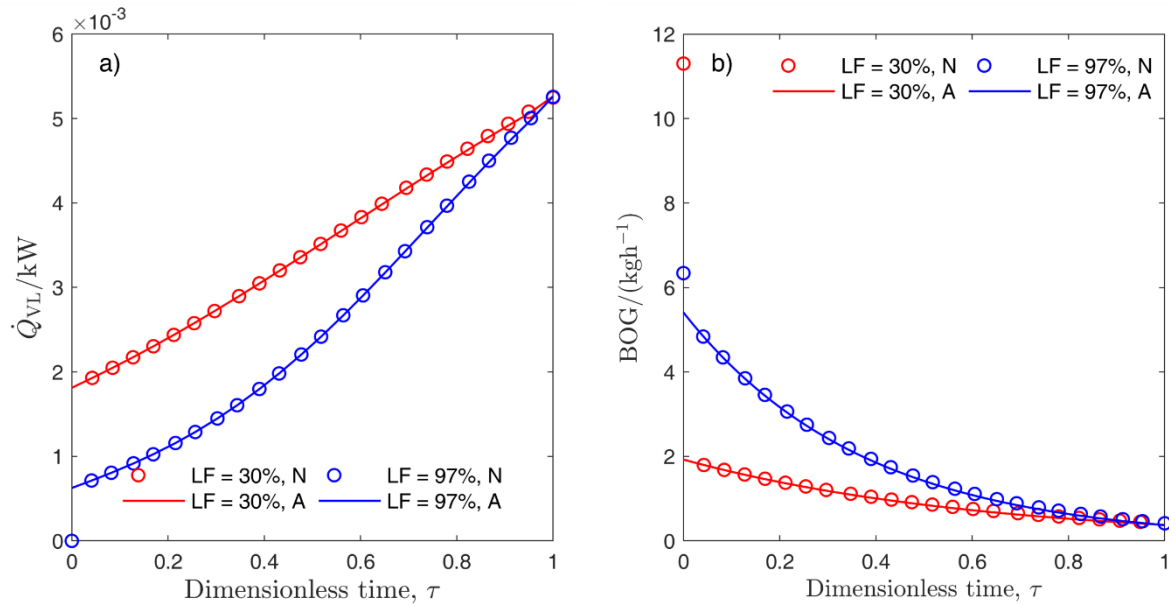 ×10⁻³
a)
6
5
4
3
2
1
0
Q̇_VL/kW
LF = 30%, N
LF = 97%, N
LF = 30%, A
LF = 97%, A
0
0.2
0.4
0.6
0.8
1
Dimensionless time, τ
b)
12
10
8
6
4
2
0
BOG/(kgh⁻¹)
LF = 30%, N
LF = 97%, N
LF = 30%, A
LF = 97%, A
0
0.2
0.4
0.6
0.8
1
Dimensionless time, τ